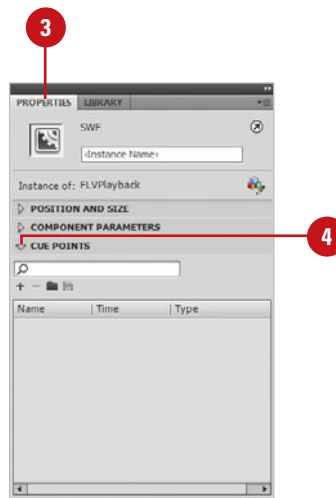 3
PROPERTIES LIBRARY
SWF
<Instance Name>
Instance of: FLVPlayback
POSITION AND SIZE
COMPONENT PARAMETERS
CUE POINTS
4
Name Time Type